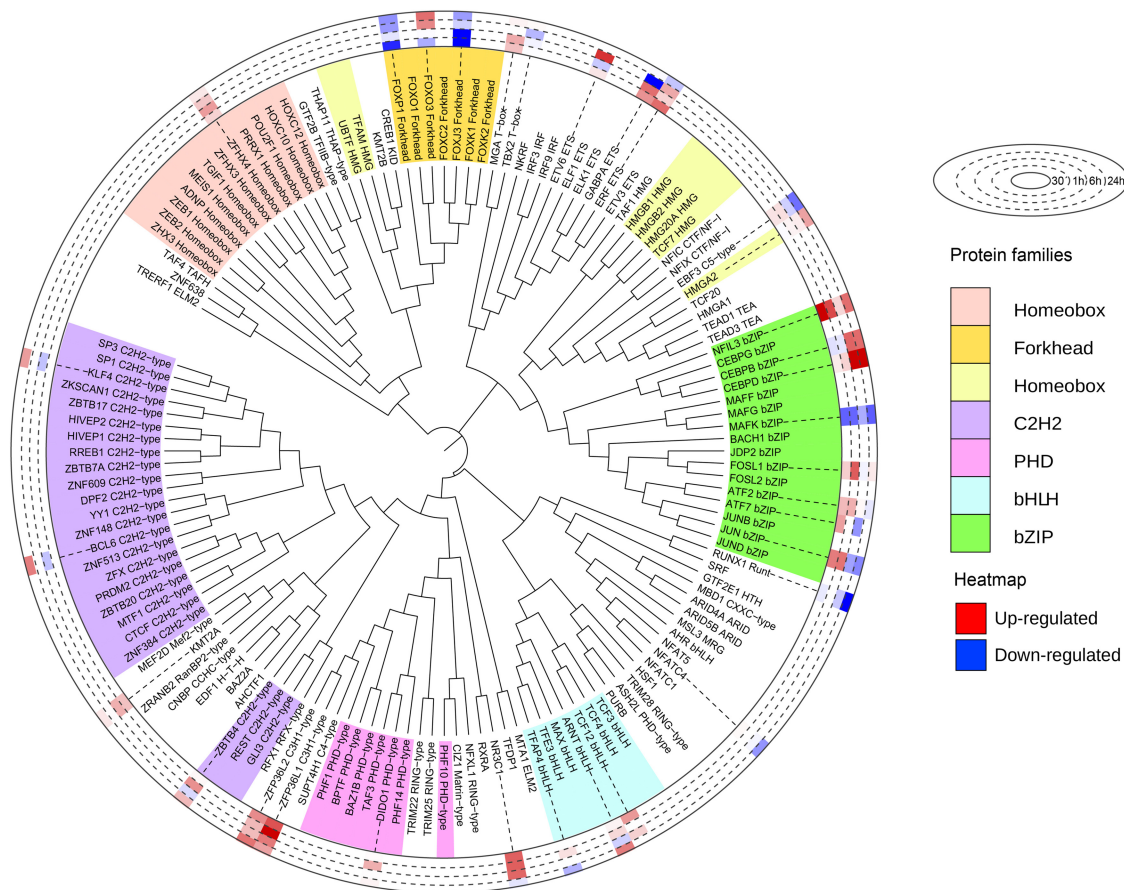 FOXP1 Forkhead
FOXO1 Forkhead
FOXO3 Forkhead
FOXC2 Forkhead
FOXJ3 Forkhead
FOXK1 Forkhead
FOXK2 Forkhead
MGA T-box
TBX2 T-box
NKRF
IRF3 IRF
IRF9 IRF
ETV6 ETS
ELF1 ETS
ELK1 ETS
GABPA ETS
ERF ETS
ETV3 ETS
TAF1 HMG
HMGB1 HMG
HMGB2 HMG
HMG20A HMG
TCF7 HMG
NFIC CTF/NF-I
NFIX CTF/NF-I
EBF3 C5-type
HMGA2
TCF20
HMGA1
TEAD1 TEA
TEAD3 TEA
NFIL3 bZIP
CEBPG bZIP
CEBPB bZIP
CEBPD bZIP
MAFF bZIP
MAFG bZIP
MAFK bZIP
BACH1 bZIP
JDP2 bZIP
FOSL1 bZIP
FOSL2 bZIP
ATF2 bZIP
ATF7 bZIP
JUNB bZIP
JUN bZIP
JUND bZIP
RUNX1 Runt
SRF
GTF2E1 HTH
MBD1 CXXC-type
ARID4A ARID
ARID5B ARID
MSL3 MRG
AHR bHLH
NFAT5
NFATC4
NFATC1
HSF1
TRIM28 RING-type
ASH2L PHD-type
PURB
TCF3 bHLH
TCF4 bHLH
TCF12 bHLH
ARNT bHLH
MAX bHLH
TFE3 bHLH
TFAP4 bHLH
MTA1 ELM2
TFDP1
NR3C1
RXRA
NFXL1 RING-type
CIZ1 Matrin-type
PHF10 PHD-type
TRIM25 RING-type
TRIM22 RING-type
PHF14 PHD-type
DIDO1 PHD-type
TAF3 PHD-type
BAZ1B PHD-type
BPTF PHD-type
PHF1 PHD-type
SUPT4H1 C4-type
ZFP36L1 C3H1-type
ZFP36L2 C3H1-type
RFX1 RFX-type
GLI3 C2H2-type
REST C2H2-type
ZBTB4 C2H2-type
AHCTF1
BAZ2A
EDF1 H-T-H
CNBP CCHC-type
ZRANB2 RanBP2-type
KMT2A
MEF2D Mef2-type
ZNF384 C2H2-type
CTCF C2H2-type
MTF1 C2H2-type
ZBTB20 C2H2-type
PRDM2 C2H2-type
ZFX C2H2-type
ZNF513 C2H2-type
BCL6 C2H2-type
ZNF148 C2H2-type
YY1 C2H2-type
DPF2 C2H2-type
ZNF609 C2H2-type
ZBTB7A C2H2-type
RREB1 C2H2-type
HIVEP1 C2H2-type
HIVEP2 C2H2-type
ZBTB17 C2H2-type
ZKSCAN1 C2H2-type
KLF4 C2H2-type
SP1 C2H2-type
SP3 C2H2-type
TRERF1 ELM2
ZNF638
TAF4 TAFH
ZHX3 Homeobox
ZEB2 Homeobox
ZEB1 Homeobox
ADNP Homeobox
MEIS1 Homeobox
TGIF1 Homeobox
ZFHX3 Homeobox
ZFHX4 Homeobox
PRRX1 Homeobox
POU2F1 Homeobox
HOXC10 Homeobox
HOXC12 Homeobox
GTF2B TFIIB-type
THAP11 THAP-type
UBTF HMG
TFAM HMG
KMT2B
CREB1 KID
30´) 1h) 6h) 24h
Protein families
Homeobox
Forkhead
Homeobox
C2H2
PHD
bHLH
bZIP
Heatmap
Up-regulated
Down-regulated